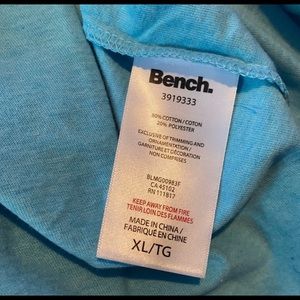 Bench.
3919333
80% COTTON/COTON
20% POLYESTER
EXCLUSIVE OF TRIMMING AND
ORNAMENTATION/
GARNITURE ET DÉCORATION
NON COMPRISES
BLMG00983F
CA 45102
RN 111817
KEEP AWAY FROM FIRE
TENIR LOIN DES FLAMMES
MADE IN CHINA/
FABRIQUÉ EN CHINE
XL/TG